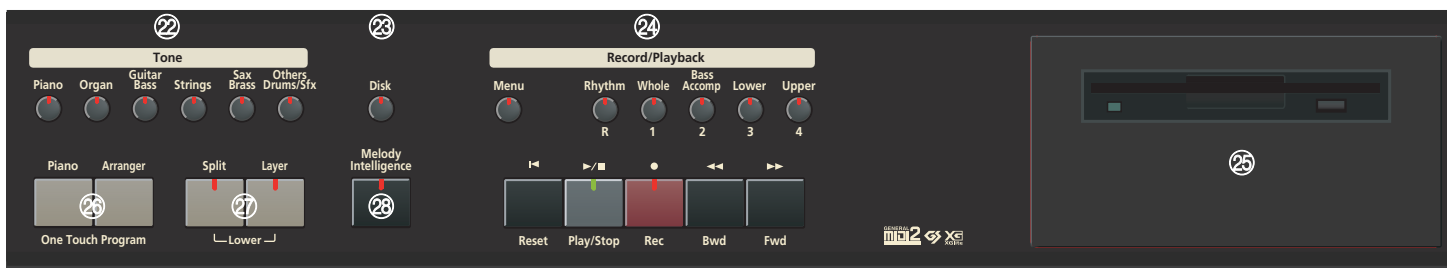 22 23 24
Tone Record/Playback
Piano Organ Guitar Bass Strings Sax Brass Others Drums/Sfx Disk Menu Rhythm Whole Bass Accomp Lower Upper
R 1 2 3 4
25
Piano Arranger Split Layer Melody Intelligence
26 27 28
One Touch Program Lower Reset Play/Stop Rec Bwd Fwd
GENERAL MIDI2 GS XG